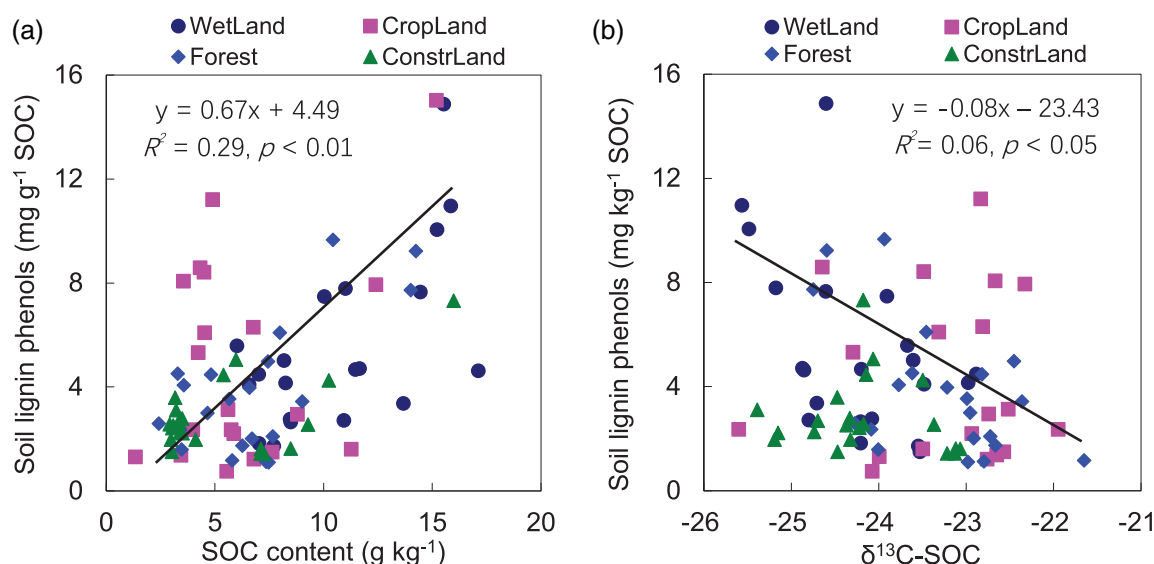 (a)
WetLand
CropLand
Forest
ConstrLand
y = 0.67x + 4.49
R² = 0.29, p < 0.01
Soil lignin phenols (mg g⁻¹ SOC)
16
12
8
4
0
0 5 10 15 20
SOC content (g kg⁻¹)
(b)
WetLand
CropLand
Forest
ConstrLand
y = -0.08x – 23.43
R²= 0.06, p < 0.05
Soil lignin phenols (mg kg⁻¹ SOC)
16
12
8
4
0
-26 -25 -24 -23 -22 -21
δ¹³C-SOC